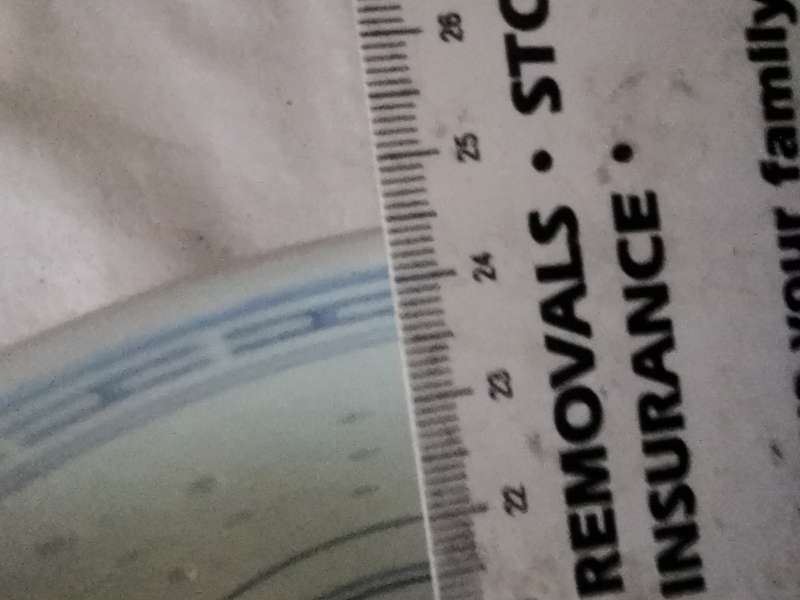 26
25
24
23
22
REMOVALS • STO
INSURANCE •
your family